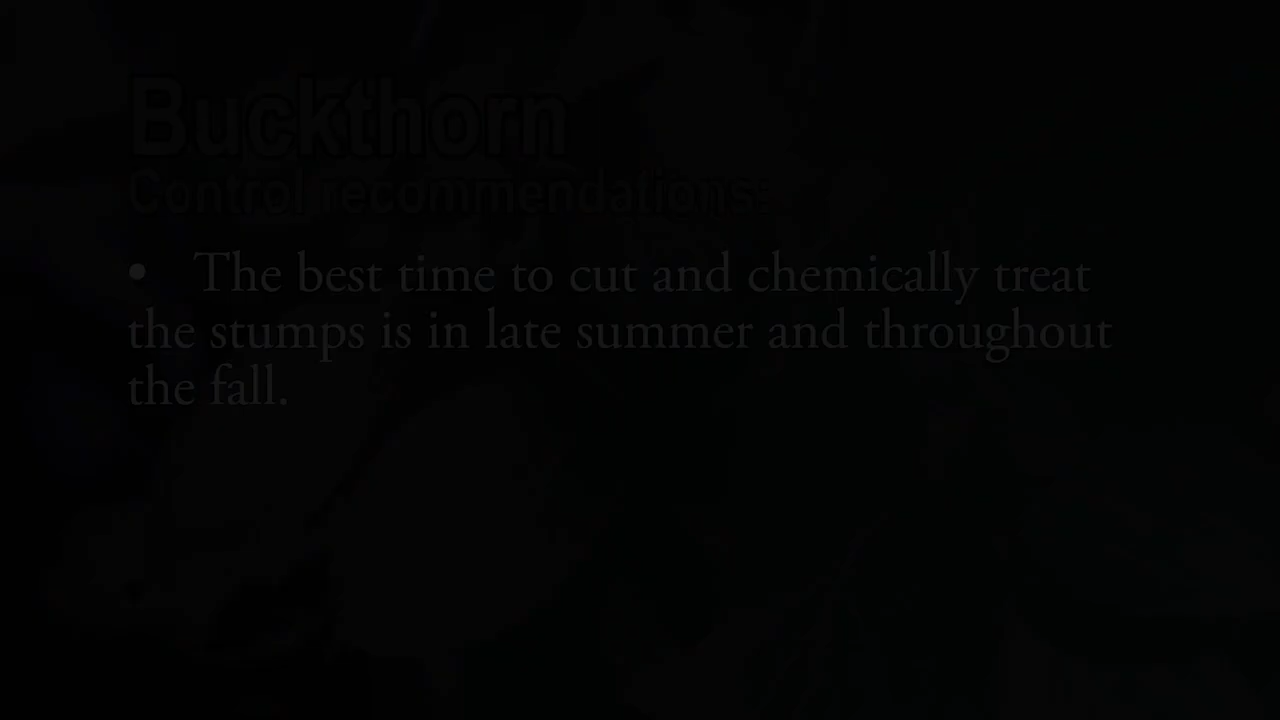 Buckthorn
Control recommendations:
• The best time to cut and chemically treat
the stumps is in late summer and throughout
the fall.